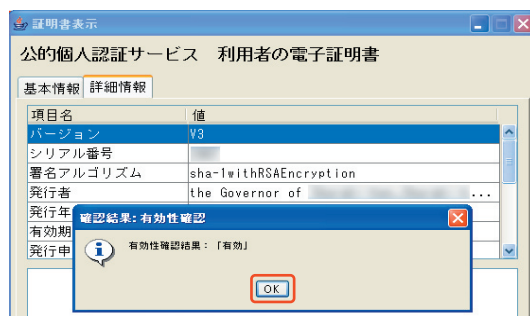 証明書表示
公的個人認証サービス 利用者の電子証明書
基本情報 詳細情報
項目名 値
バージョン V3
シリアル番号
署名アルゴリズム sha-1withRSAEncryption
発行者 the Governor of ...
発行年
有効期
発行申
確認結果：有効性確認
有効性確認結果：「有効」
OK